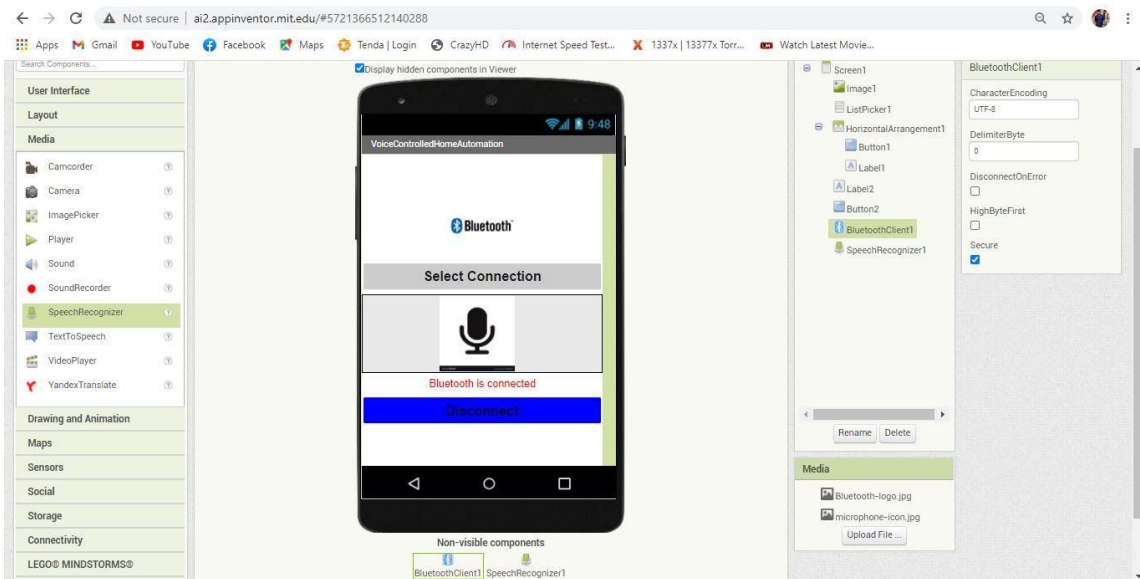 Not secure | ai2.appinventor.mit.edu/#5721366512140288
Apps Gmail YouTube Facebook Maps Tenda | Login CrazyHD Internet Speed Test... 1337x | 13377x Torr... Watch Latest Movie...
Search Components...
User Interface
Layout
Media
Camcorder
Camera
ImagePicker
Player
Sound
SoundRecorder
SpeechRecognizer
TextToSpeech
VideoPlayer
YandexTranslate
Drawing and Animation
Maps
Sensors
Social
Storage
Connectivity
LEGO® MINDSTORMS®
Display hidden components in Viewer
9:48
VoiceControlledHomeAutomation
Bluetooth
Select Connection
Bluetooth is connected
Disconnect
Non-visible components
BluetoothClient1 SpeechRecognizer1
Screen1
Image1
ListPicker1
HorizontalArrangement1
Button1
A Label1
A Label2
Button2
BluetoothClient1
SpeechRecognizer1
Rename Delete
Media
Bluetooth-logo.jpg
microphone-icon.jpg
Upload File ...
BluetoothClient1
CharacterEncoding
UTF-8
DelimiterByte
0
DisconnectOnError
HighByteFirst
Secure